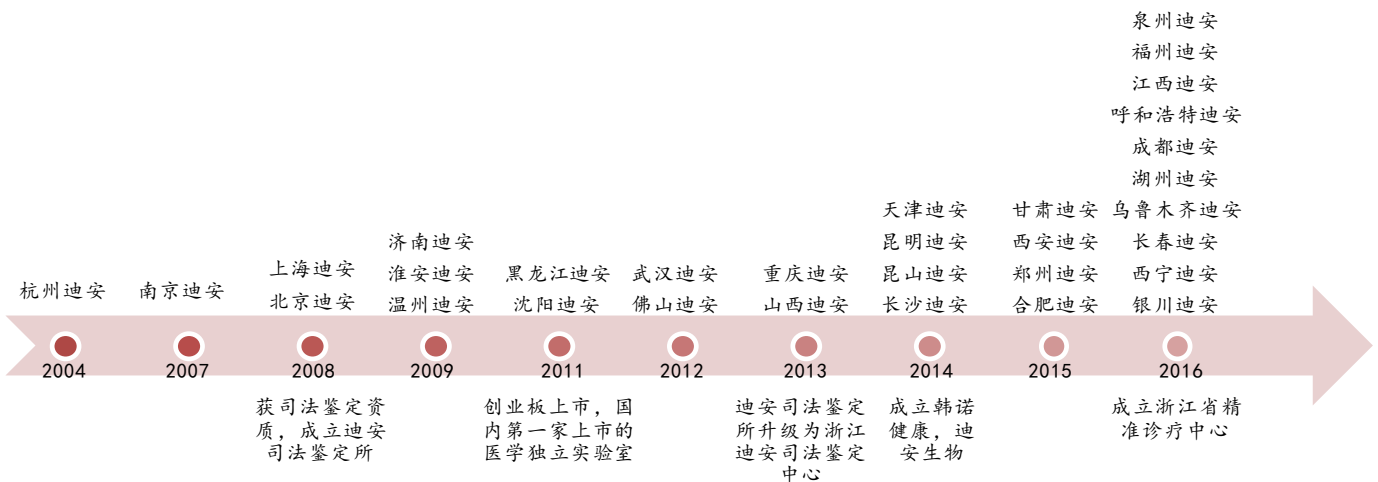 泉州迪安
福州迪安
江西迪安
呼和浩特迪安
成都迪安
湖州迪安
乌鲁木齐迪安
长春迪安
西宁迪安
银川迪安
甘肃迪安
西安迪安
郑州迪安
合肥迪安
天津迪安
昆明迪安
昆山迪安
长沙迪安
重庆迪安
山西迪安
武汉迪安
佛山迪安
黑龙江迪安
沈阳迪安
济南迪安
淮安迪安
温州迪安
上海迪安
北京迪安
南京迪安
杭州迪安
2004
2007
2008
2009
2011
2012
2013
2014
2015
2016
获司法鉴定资
质，成立迪安
司法鉴定所
创业板上市，国
内第一家上市的
医学独立实验室
迪安司法鉴定
所升级为浙江
迪安司法鉴定
中心
成立韩诺
健康，迪
安生物
成立浙江省精
准诊疗中心